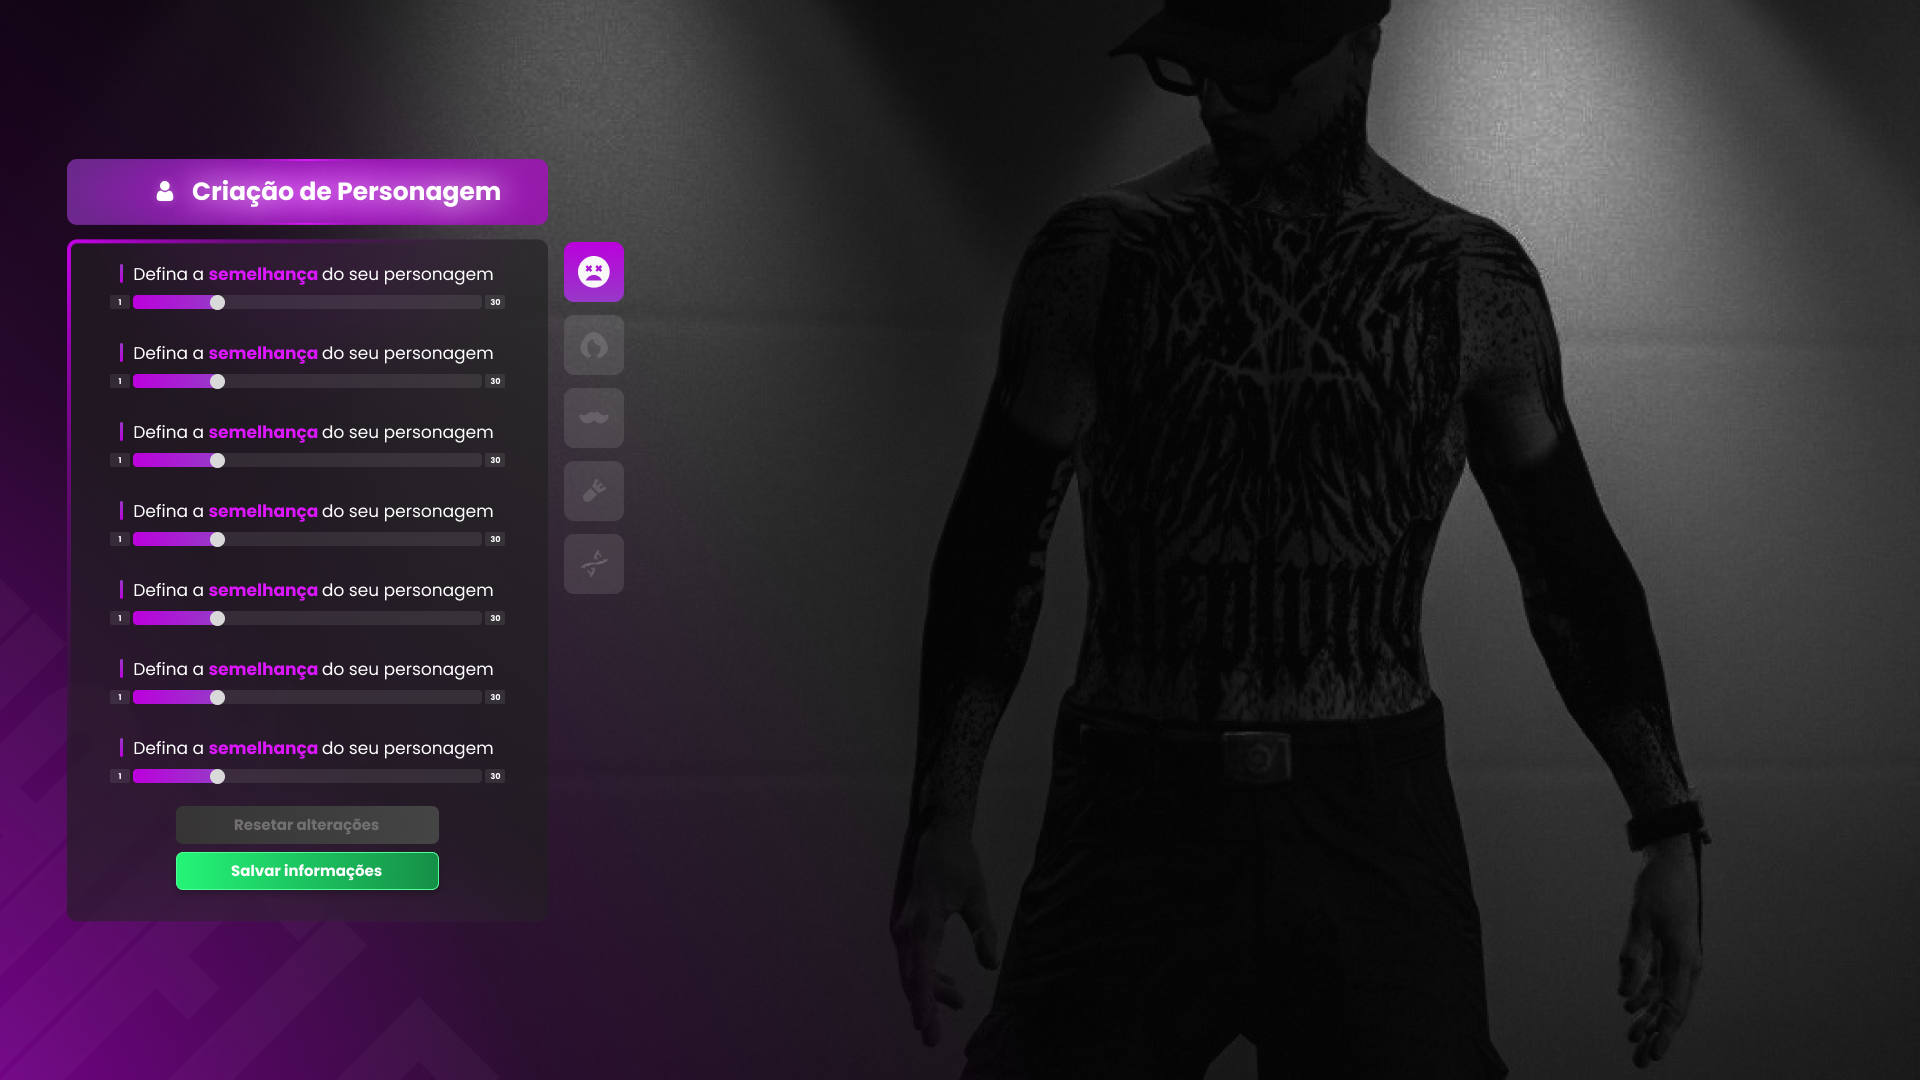 Criação de Personagem
Defina a semelhança do seu personagem
1 30
Defina a semelhança do seu personagem
1 30
Defina a semelhança do seu personagem
1 30
Defina a semelhança do seu personagem
1 30
Defina a semelhança do seu personagem
1 30
Defina a semelhança do seu personagem
1 30
Defina a semelhança do seu personagem
1 30
Resetar alterações
Salvar informações